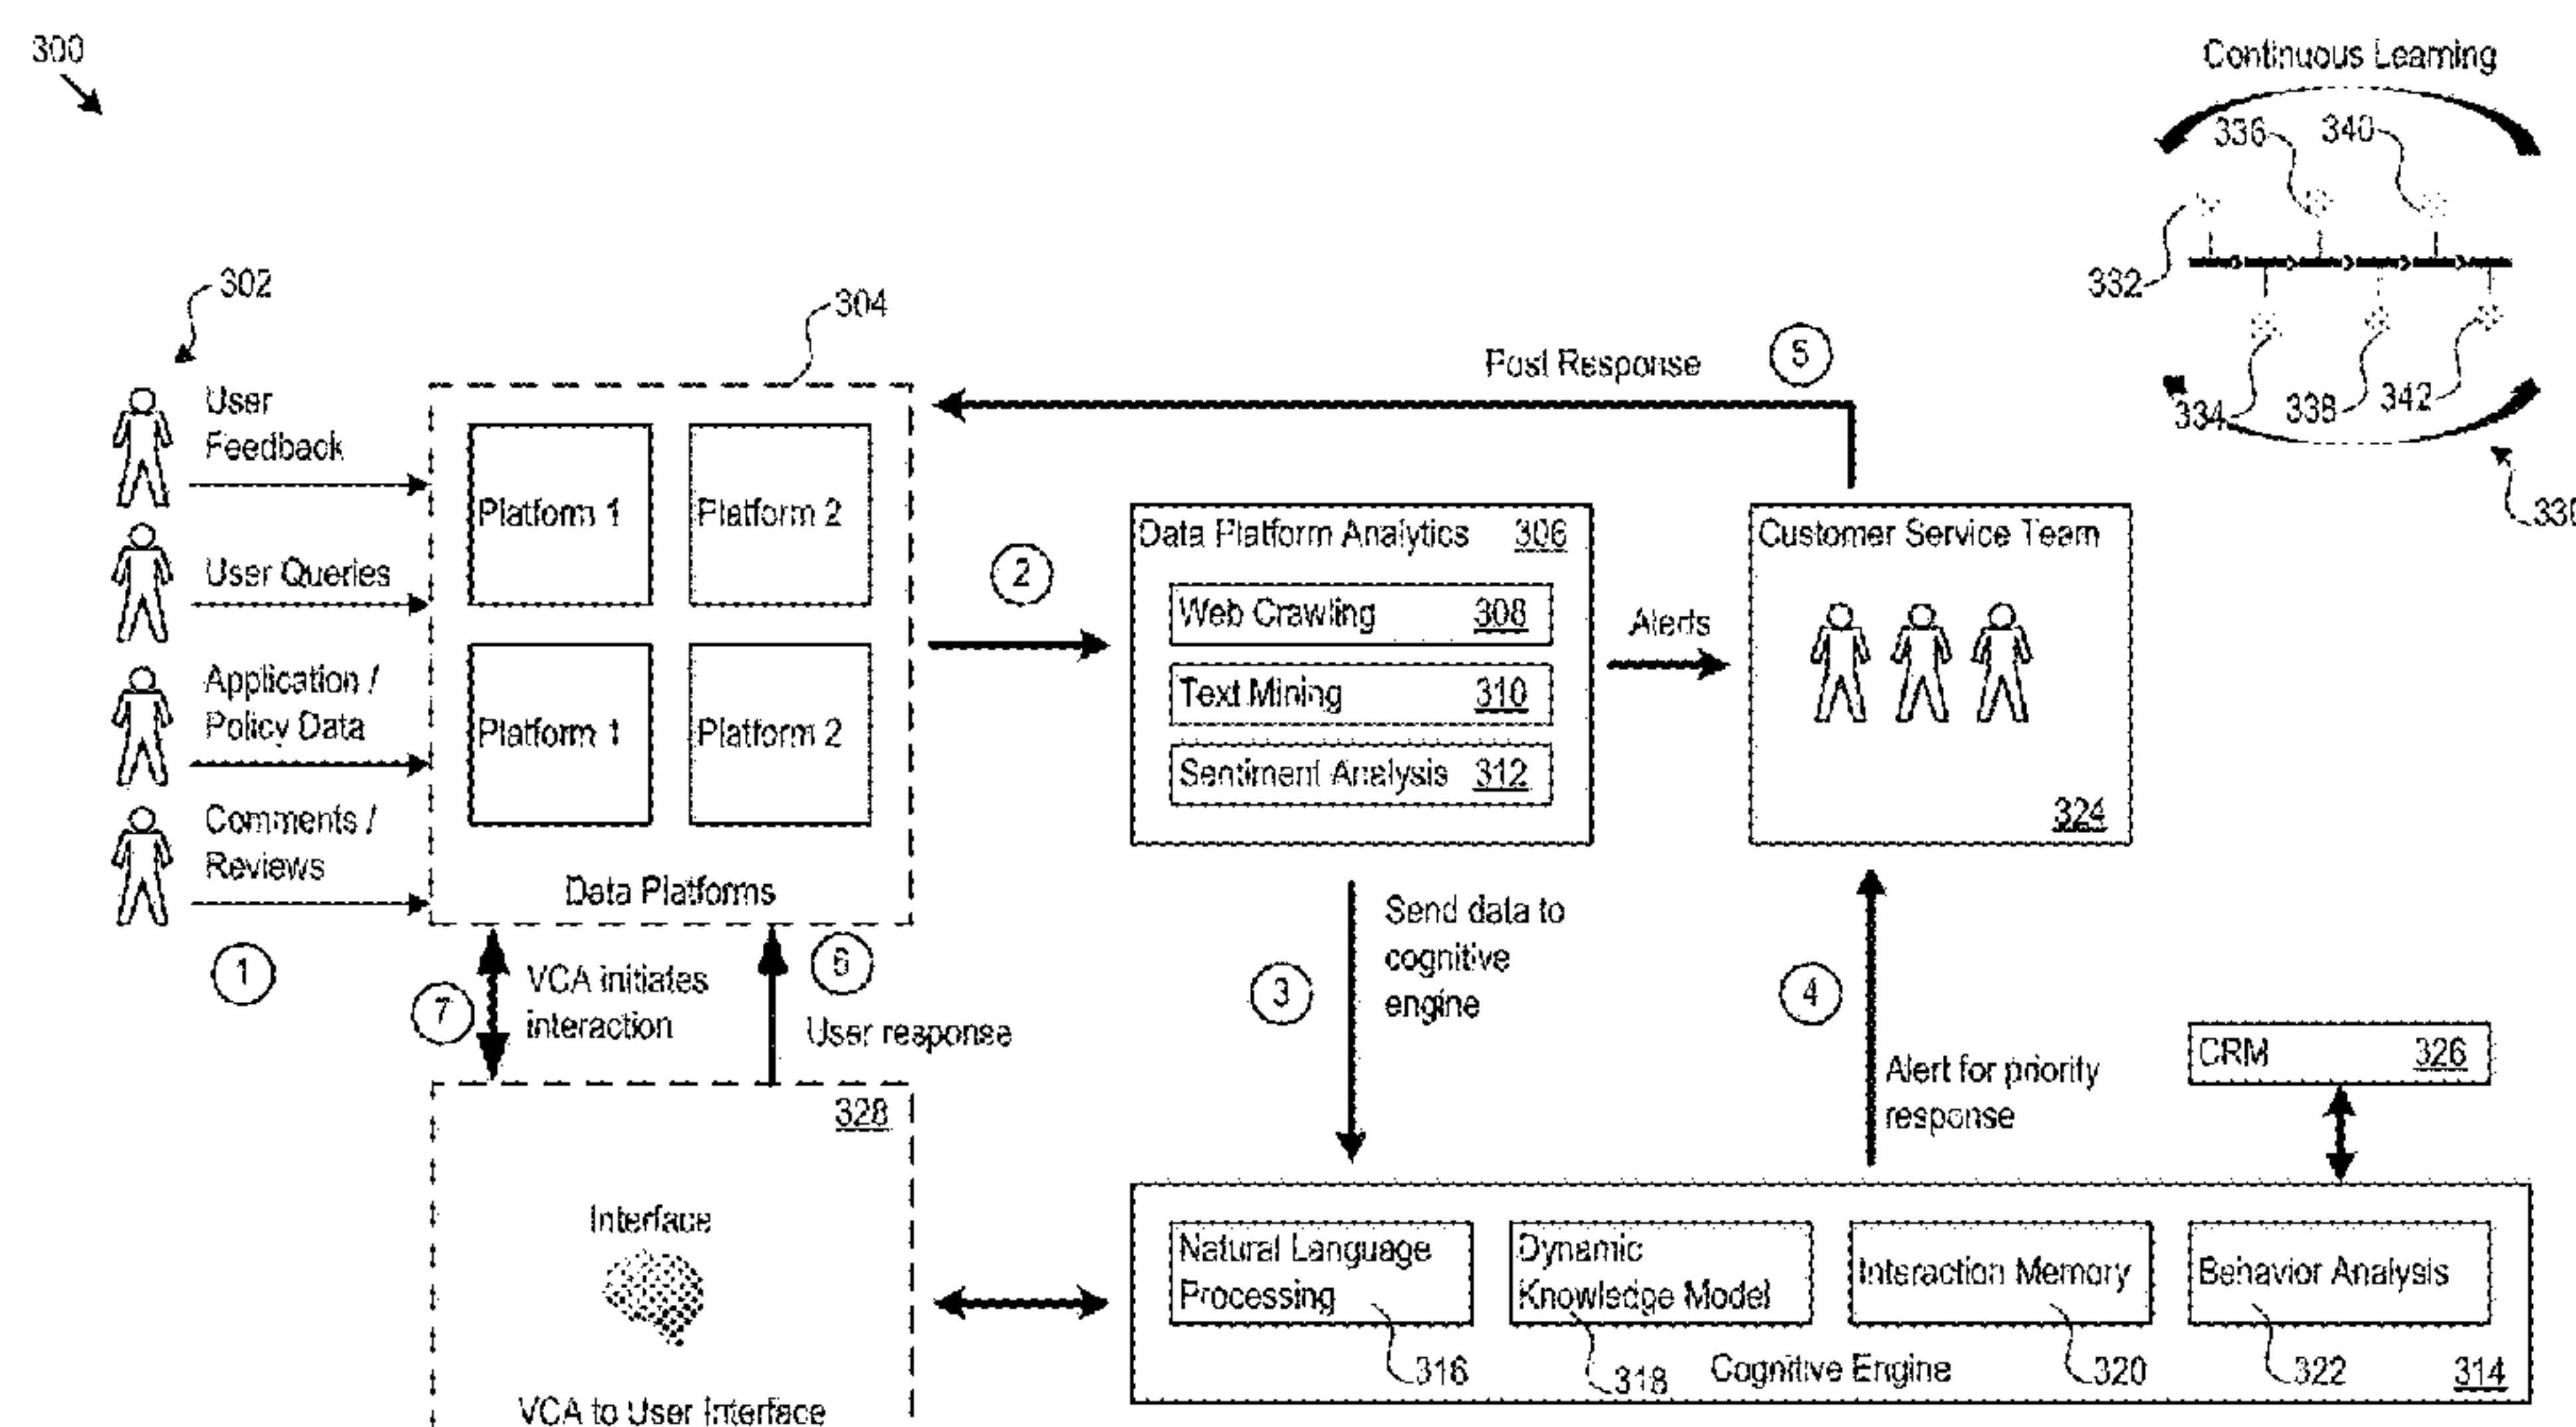 300
Continuous Learning
336
340
332
334
338
342
302
304
Post Response
5
User
Feedback
User Queries
Application /
Policy Data
Comments /
Reviews
1
Platform 1
Platform 2
Platform 1
Platform 2
Data Platforms
2
Data Platform Analytics 306
Web Crawling 308
Text Mining 310
Sentiment Analysis 312
Alerts
Customer Service Team
324
7
VCA initiates
interaction
6
User response
3
Send data to
cognitive
engine
4
Alert for priority
response
CRM 326
328
Interface
VCA to User Interface
Natural Language
Processing
316
Dynamic
Knowledge Model
318
Interaction Memory
320
Behavior Analysis
322
Cognitive Engine
314